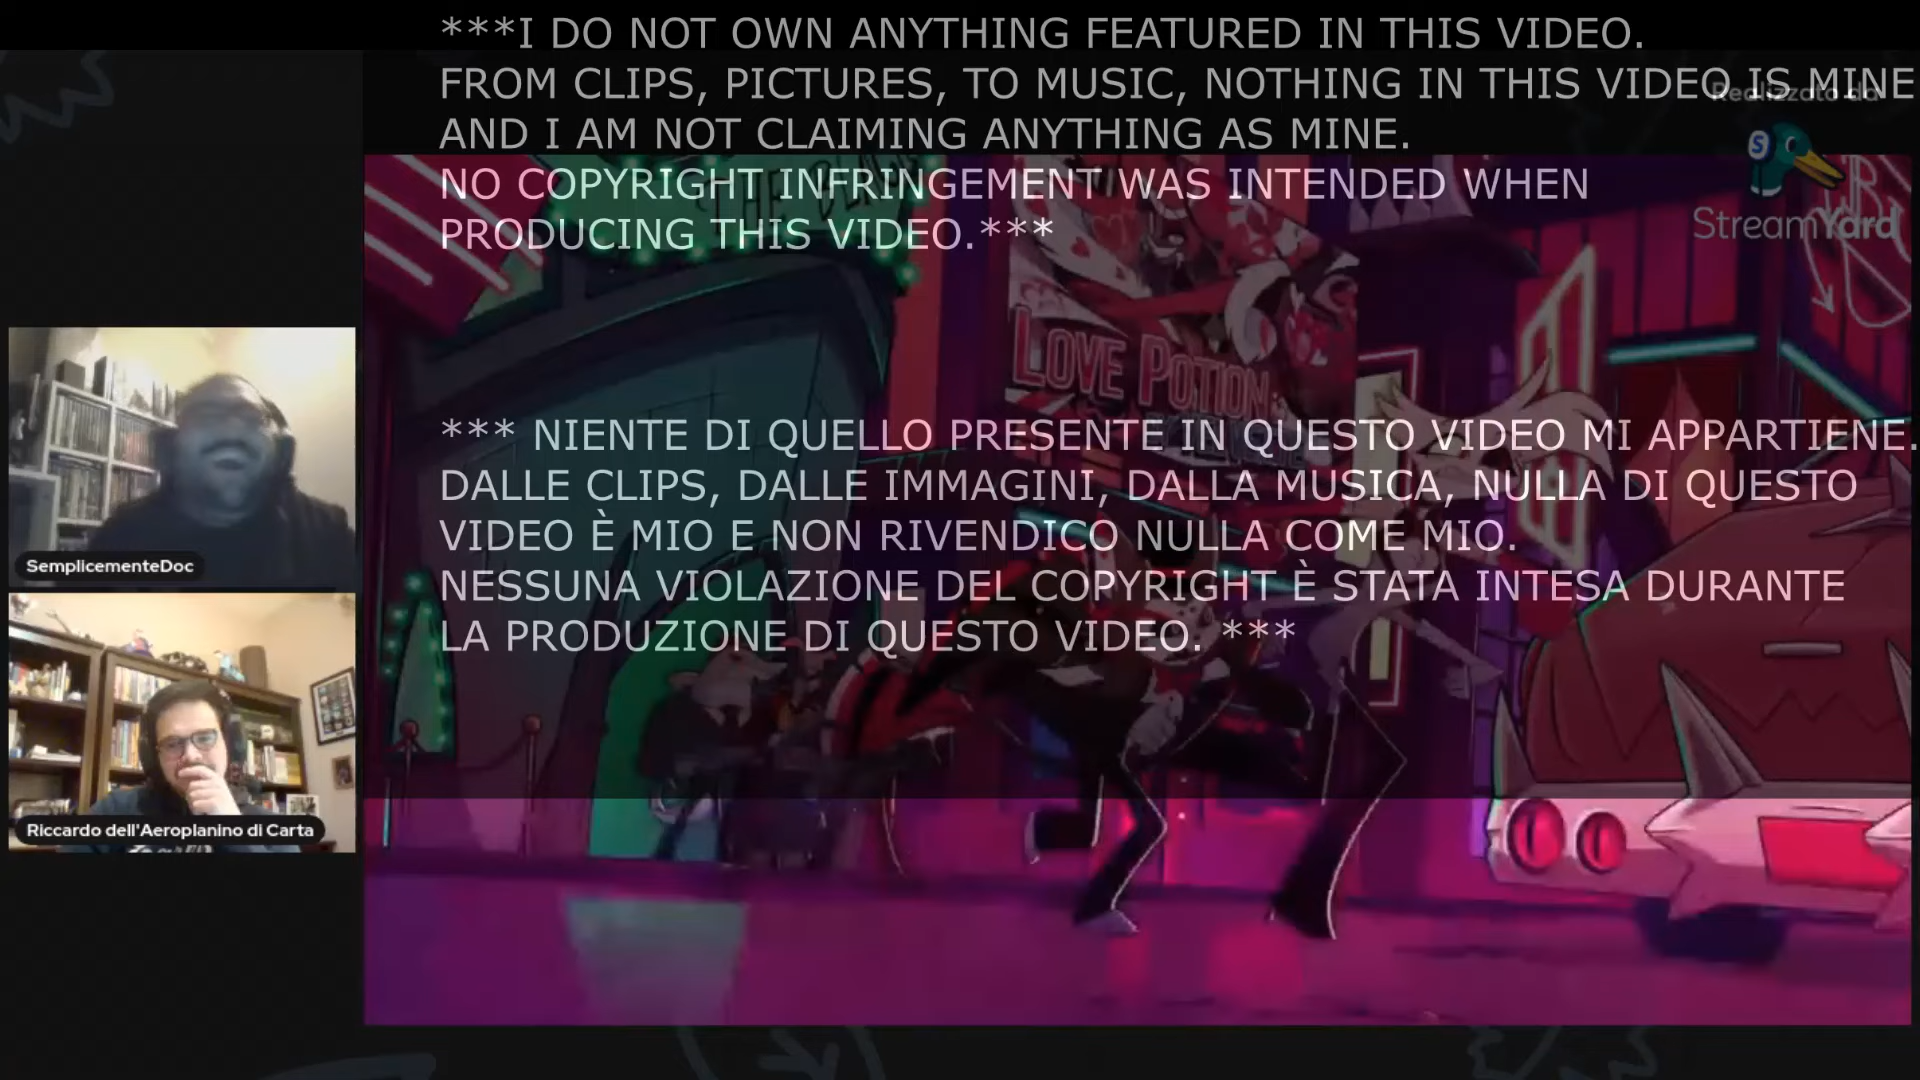 ***I DO NOT OWN ANYTHING FEATURED IN THIS VIDEO.
FROM CLIPS, PICTURES, TO MUSIC, NOTHING IN THIS VIDEO IS MINE
AND I AM NOT CLAIMING ANYTHING AS MINE.
NO COPYRIGHT INFRINGEMENT WAS INTENDED WHEN
PRODUCING THIS VIDEO.***
Realizzato da
S
StreamYard
LOVE POTION
*** NIENTE DI QUELLO PRESENTE IN QUESTO VIDEO MI APPARTIENE.
DALLE CLIPS, DALLE IMMAGINI, DALLA MUSICA, NULLA DI QUESTO
VIDEO È MIO E NON RIVENDICO NULLA COME MIO.
NESSUNA VIOLAZIONE DEL COPYRIGHT È STATA INTESA DURANTE
LA PRODUZIONE DI QUESTO VIDEO. ***
SemplicementeDoc
Riccardo dell'Aeroplanino di Carta